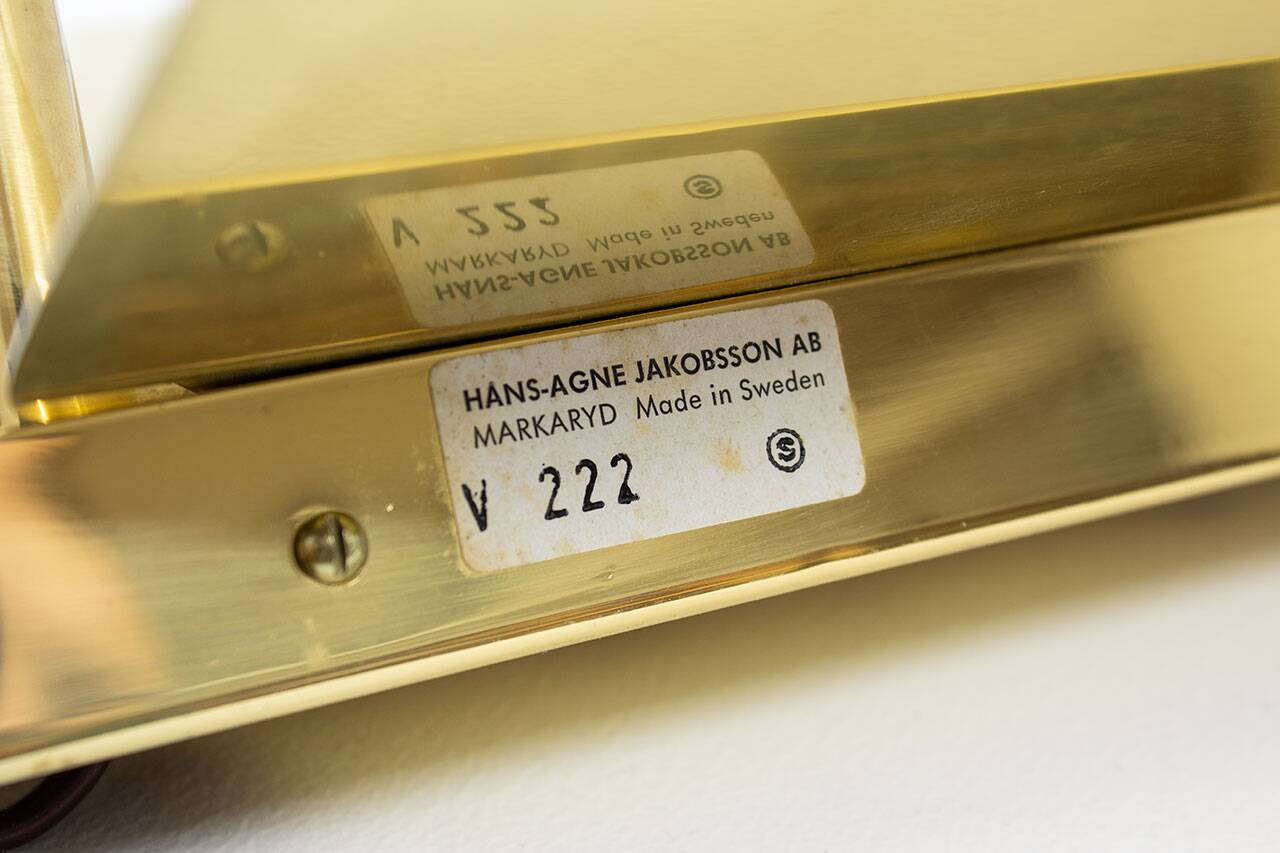 HANS-AGNE JAKOBSSON AB
MARKARYD Made in Sweden
V 222 Ⓢ